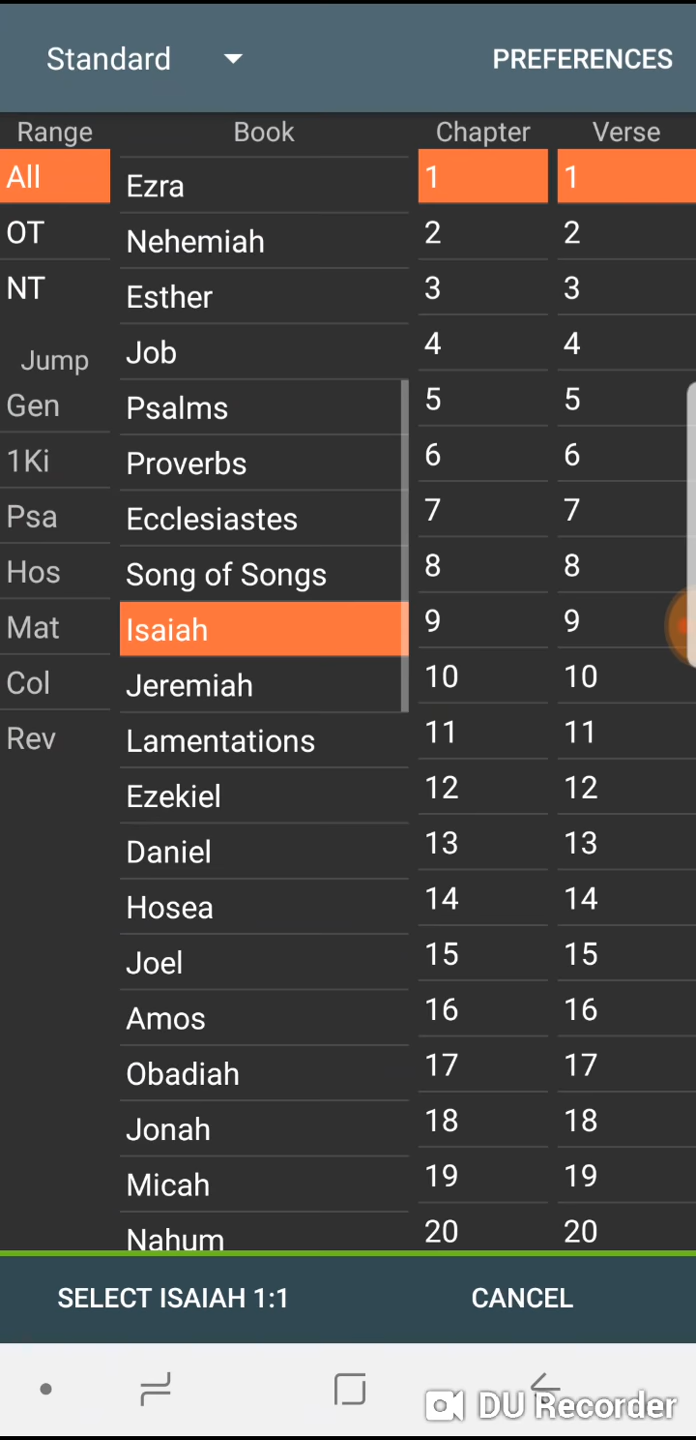 Standard
PREFERENCES
Range
Book
Chapter
Verse
All
OT
NT
Jump
Gen
1Ki
Psa
Hos
Mat
Col
Rev
Ezra
Nehemiah
Esther
Job
Psalms
Proverbs
Ecclesiastes
Song of Songs
Isaiah
Jeremiah
Lamentations
Ezekiel
Daniel
Hosea
Joel
Amos
Obadiah
Jonah
Micah
Nahum
1
2
3
4
5
6
7
8
9
10
11
12
13
14
15
16
17
18
19
20
1
2
3
4
5
6
7
8
9
10
11
12
13
14
15
16
17
18
19
20
SELECT ISAIAH 1:1
CANCEL
DU Recorder